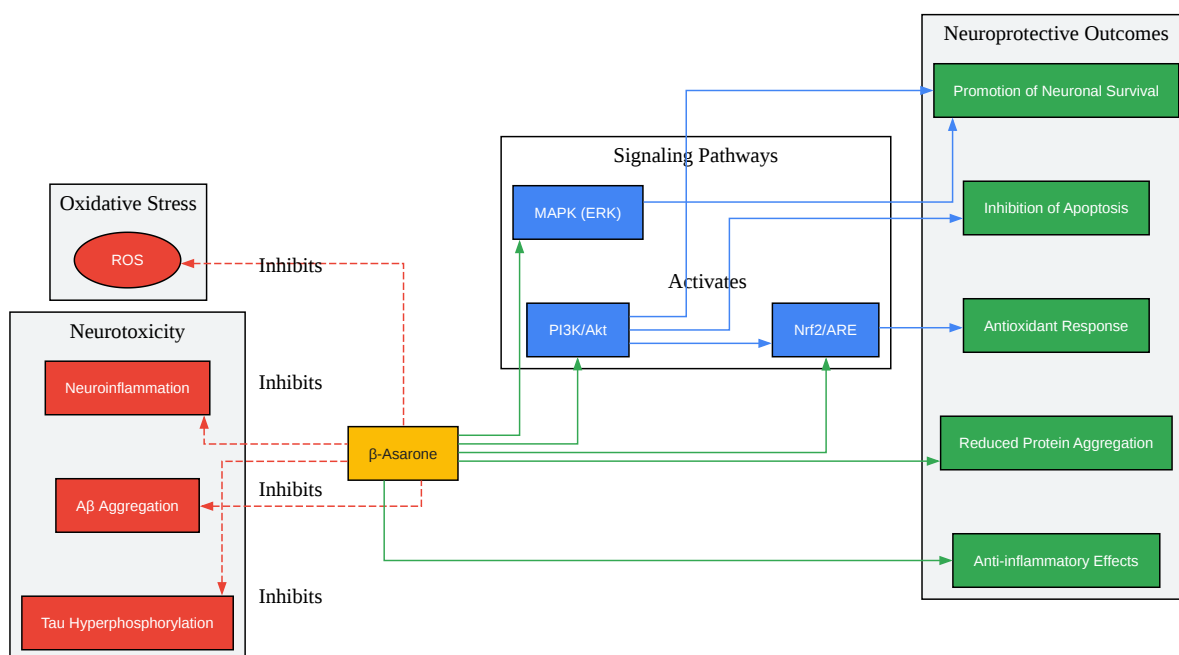 Neuroprotective Outcomes
Promotion of Neuronal Survival
Signaling Pathways
Oxidative Stress
MAPK (ERK)
Inhibition of Apoptosis
ROS
Inhibits
Activates
Neurotoxicity
PI3K/Akt
Nrf2/ARE
Antioxidant Response
Neuroinflammation
Inhibits
β-Asarone
Reduced Protein Aggregation
Aβ Aggregation
Inhibits
Anti-inflammatory Effects
Inhibits
Tau Hyperphosphorylation